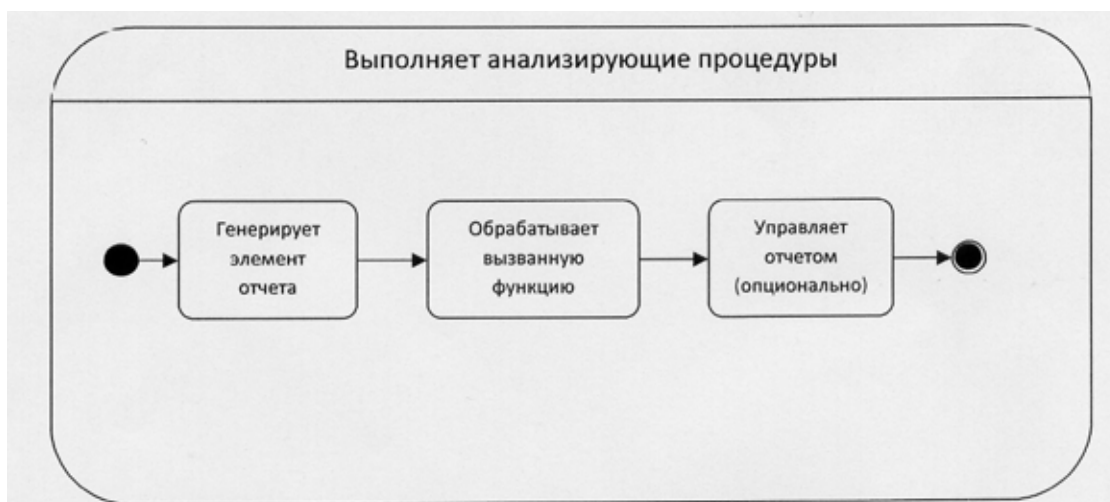 Выполняет анализирующие процедуры
Генерирует
элемент
отчета
Обрабатывает
вызванную
функцию
Управляет
отчетом
(опционально)